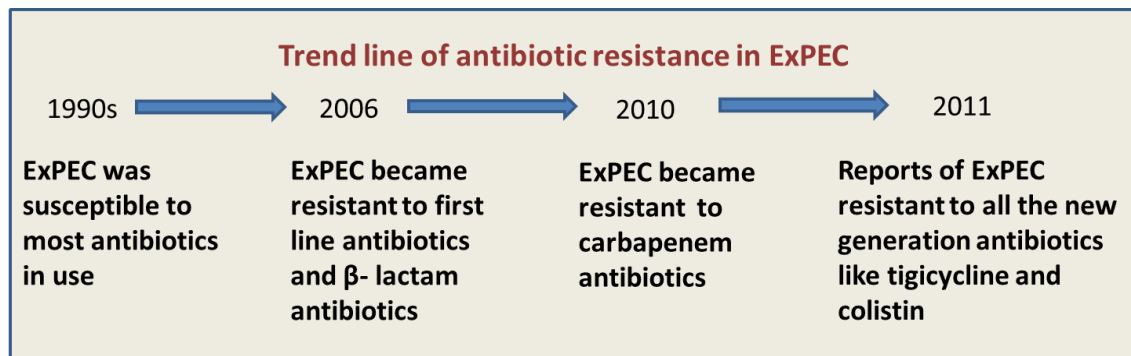 Trend line of antibiotic resistance in ExPEC
1990s
2006
2010
2011
ExPEC was
susceptible to
most antibiotics
in use
ExPEC became
resistant to first
line antibiotics
and β- lactam
antibiotics
ExPEC became
resistant to
carbapenem
antibiotics
Reports of ExPEC
resistant to all the new
generation antibiotics
like tigicycline and
colistin